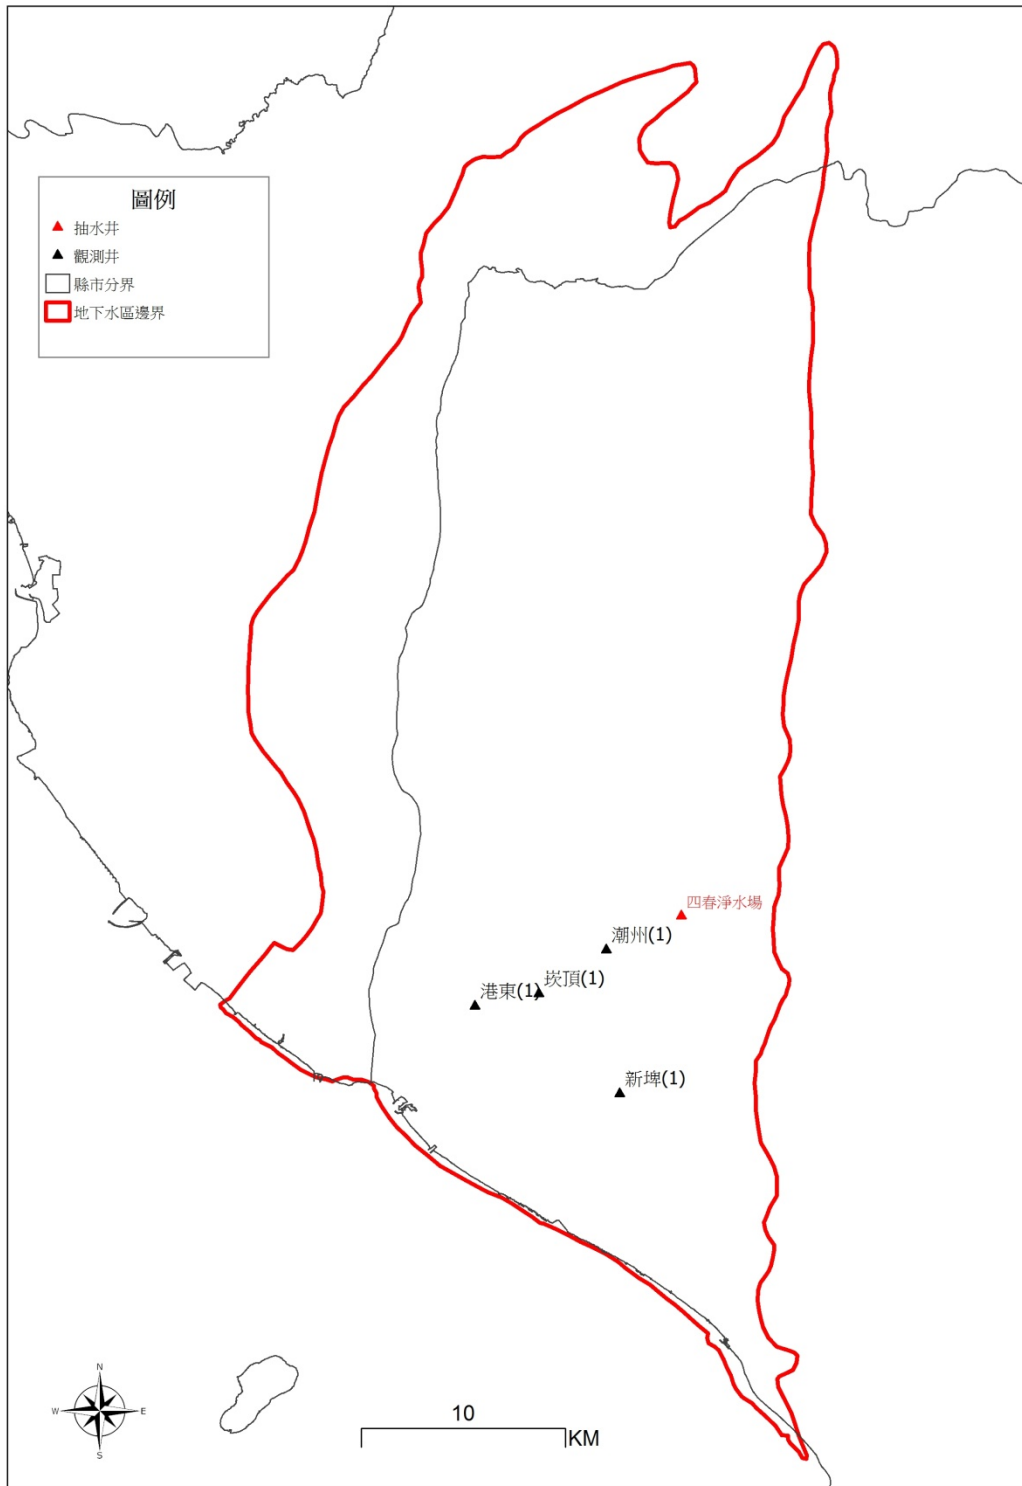 圖例
抽水井
觀測井
縣市分界
地下水區邊界
四春淨水場
潮州(1)
崁頂(1)
港東(1)
新埤(1)
N
W
E
S
10
KM